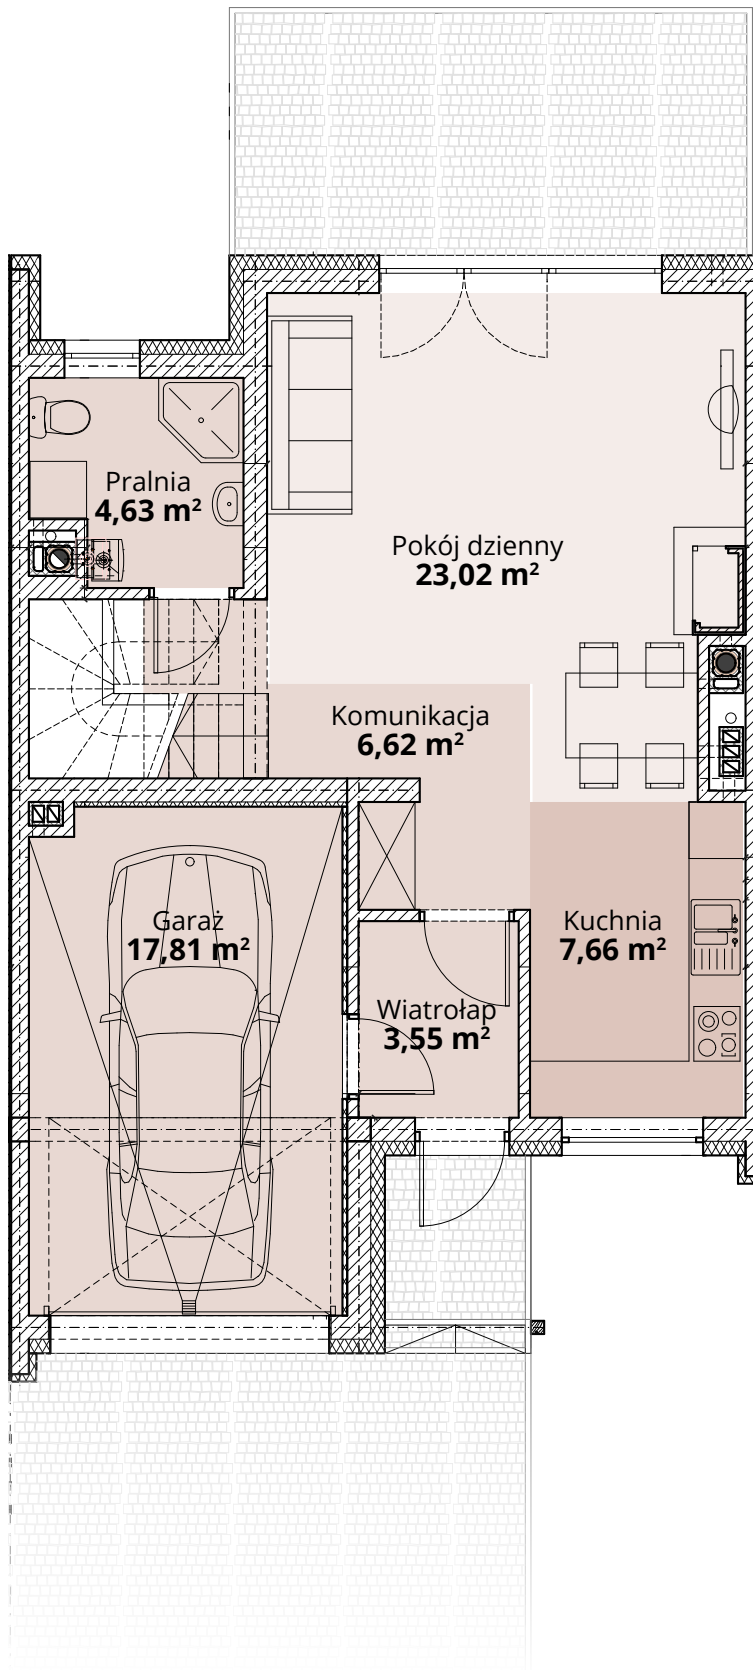 Pralnia
4,63 m²
Pokój dzienny
23,02 m²
Komunikacja
6,62 m²
Garaż
17,81 m²
Kuchnia
7,66 m²
Wiatrołap
3,55 m²